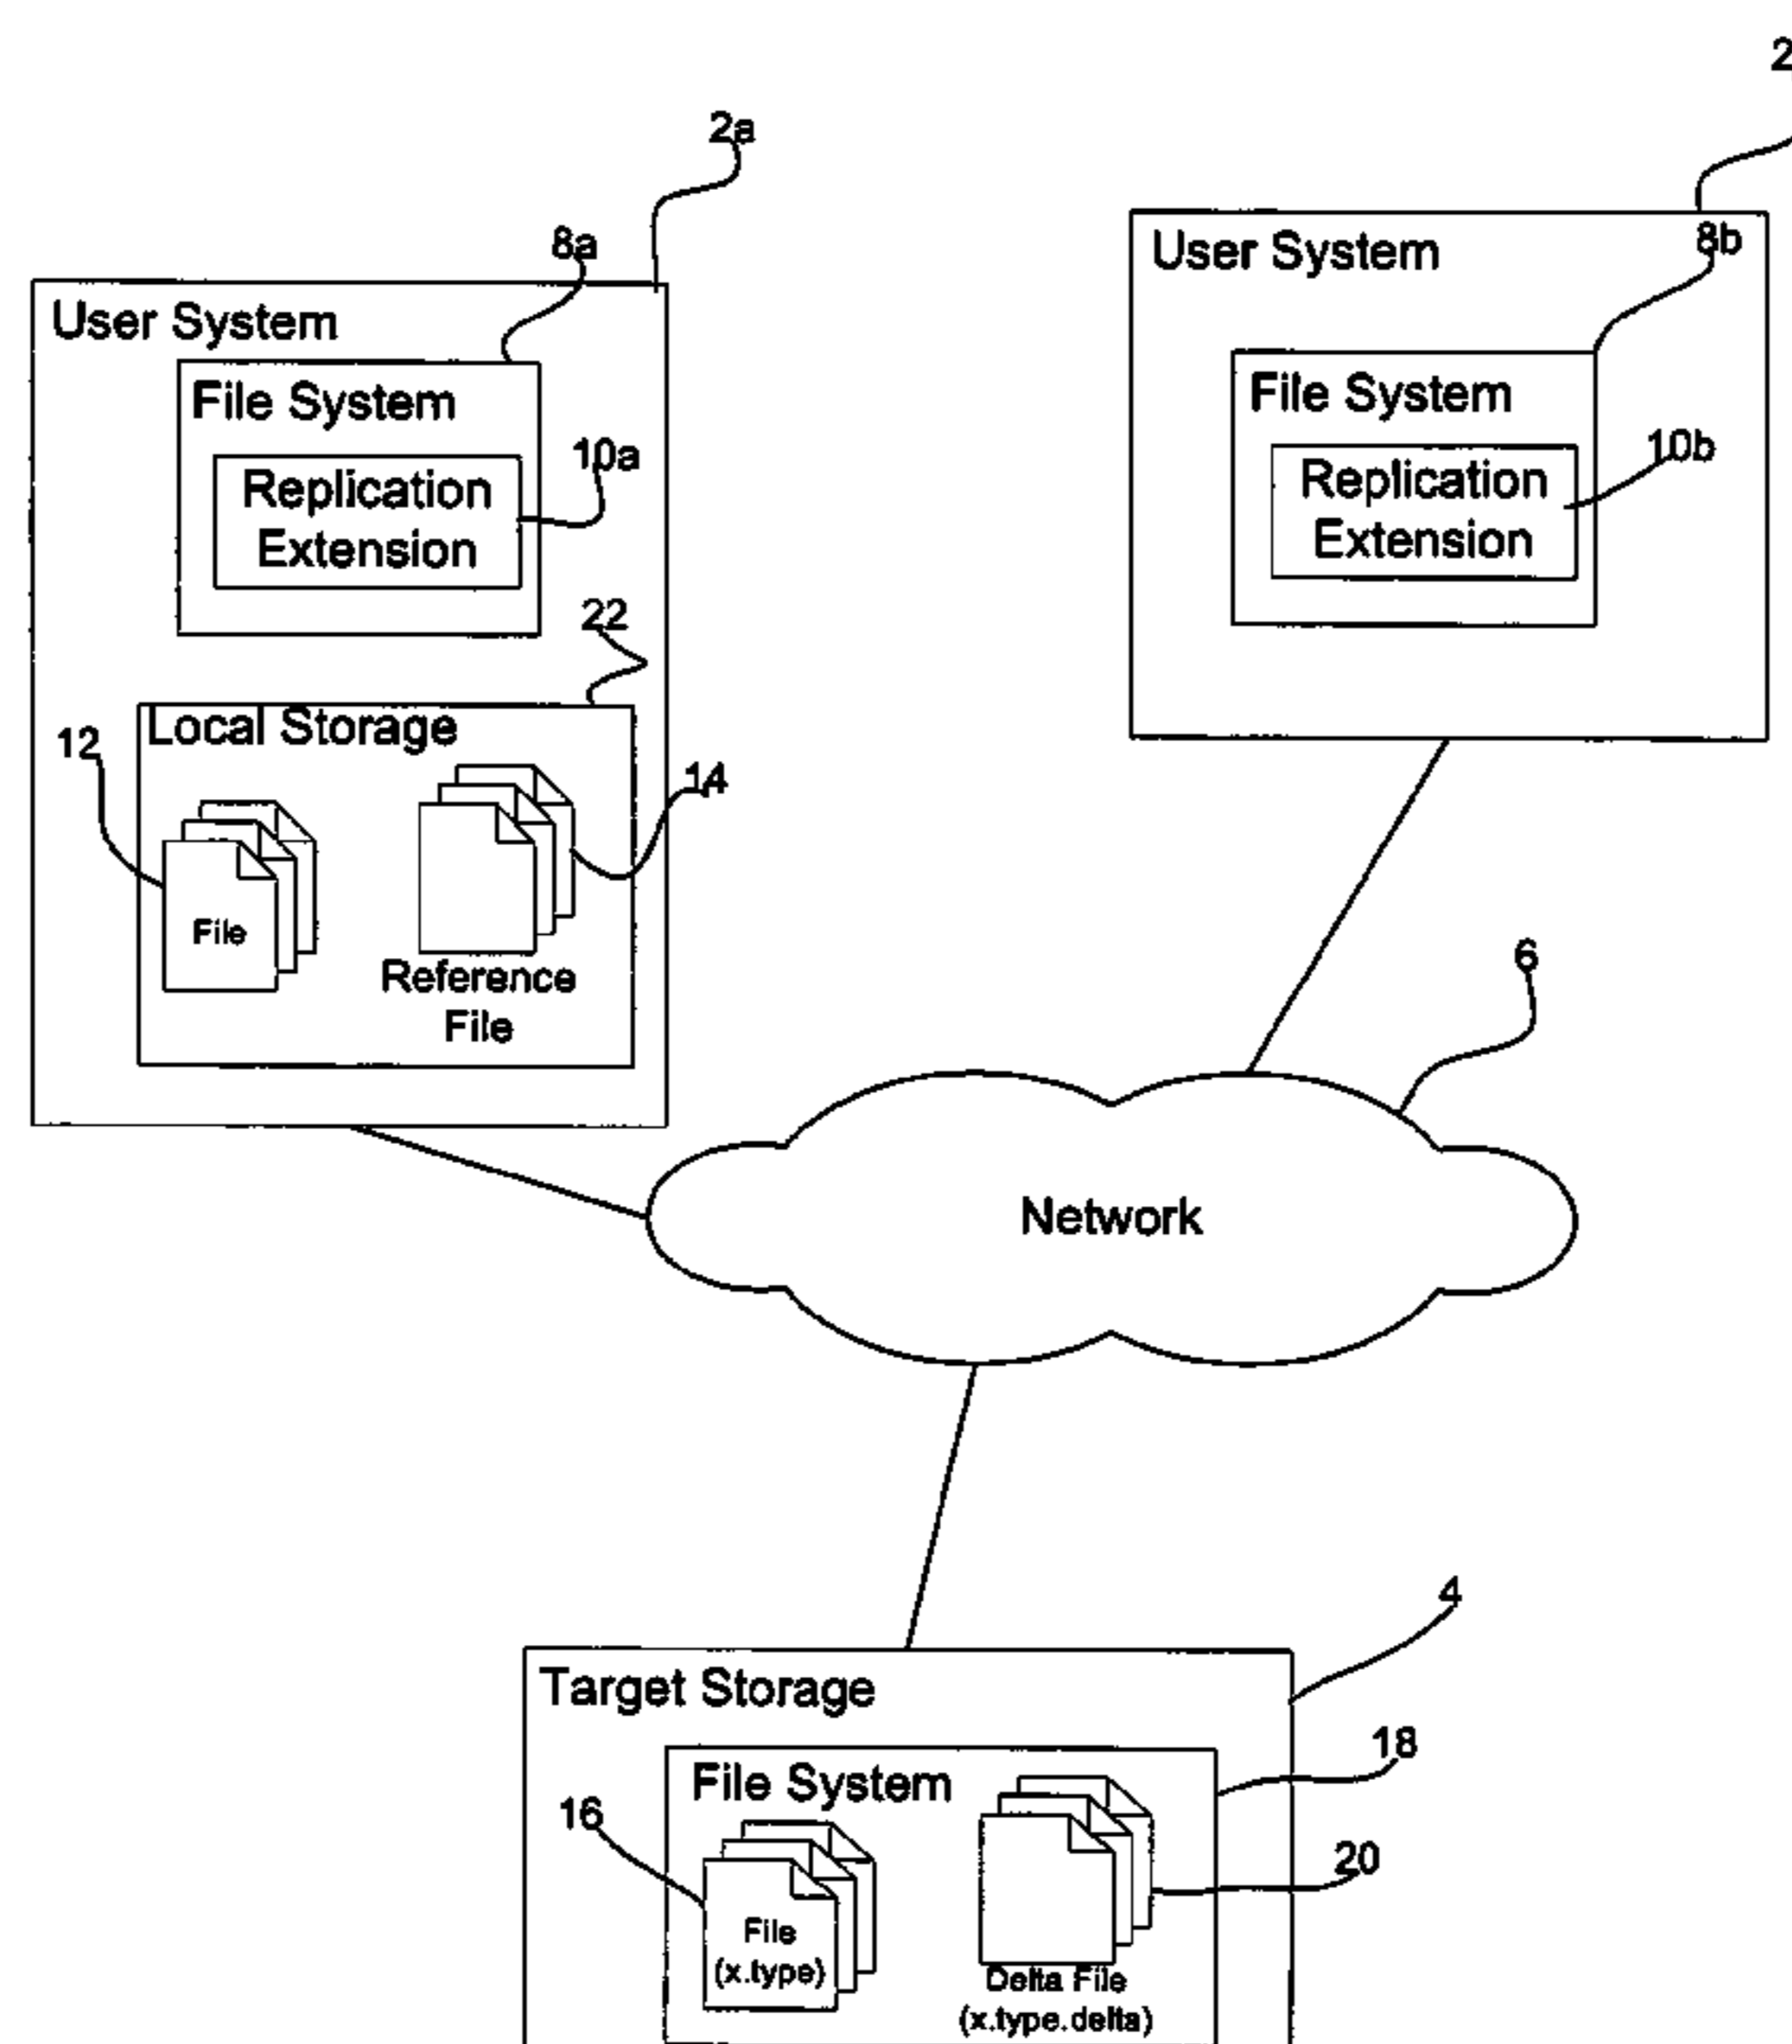 2
2a
8a
User System
File System
10a
Replication
Extension
22
Local Storage
12
14
File
Reference
File
User System
8b
File System
10b
Replication
Extension
6
Network
4
Target Storage
18
File System
16
20
File
(x.type)
Delta File
(x.type.delta)